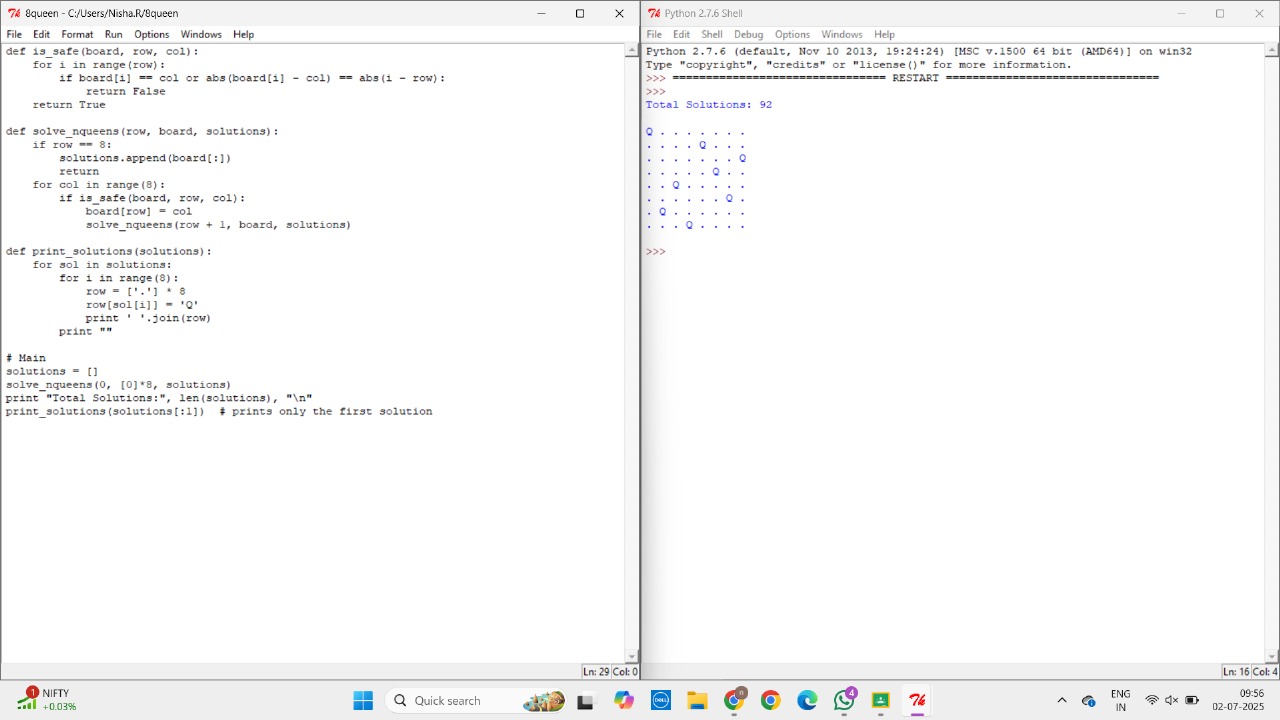 8queen - C:/Users/Nisha.R/8queen
File Edit Format Run Options Windows Help
def is_safe(board, row, col):
    for i in range(row):
        if board[i] == col or abs(board[i] - col) == abs(i - row):
            return False
    return True

def solve_nqueens(row, board, solutions):
    if row == 8:
        solutions.append(board[:])
        return
    for col in range(8):
        if is_safe(board, row, col):
            board[row] = col
            solve_nqueens(row + 1, board, solutions)

def print_solutions(solutions):
    for sol in solutions:
        for i in range(8):
            row = ['.'] * 8
            row[sol[i]] = 'Q'
            print ' '.join(row)
        print ""

# Main
solutions = []
solve_nqueens(0, [0]*8, solutions)
print "Total Solutions:", len(solutions), "\n"
print_solutions(solutions[:1])  # prints only the first solution
Ln: 29 Col: 0
Python 2.7.6 Shell
File Edit Shell Debug Options Windows Help
Python 2.7.6 (default, Nov 10 2013, 19:24:24) [MSC v.1500 64 bit (AMD64)] on win32
Type "copyright", "credits" or "license()" for more information.
>>> ================================ RESTART ================================
>>>
Total Solutions: 92

Q . . . . . . .
. . . . Q . . .
. . . . . . . Q
. . . . . Q . .
. . Q . . . . .
. . . . . . Q .
. Q . . . . . .
. . . Q . . . .

>>>
Ln: 16 Col: 4
1
NIFTY
+0.03%
Quick search
DELL
n
4
ENG
IN
09:56
02-07-2025